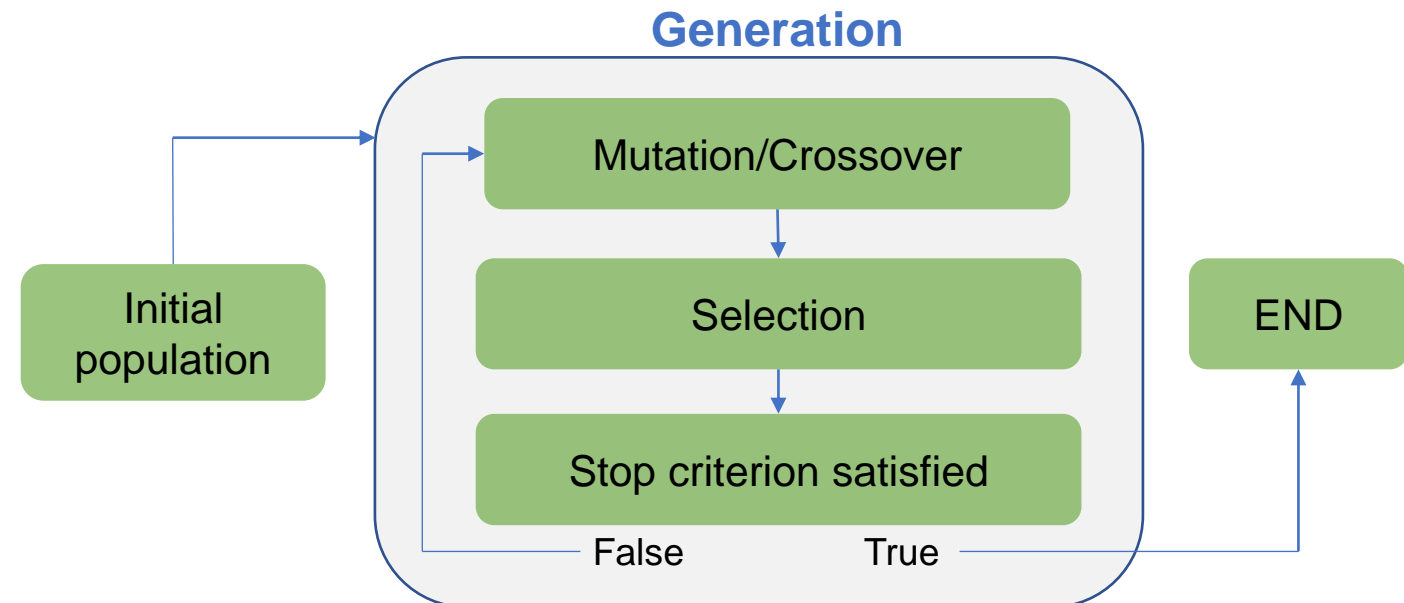 Generation
Mutation/Crossover
Initial
population
Selection
END
Stop criterion satisfied
False
True